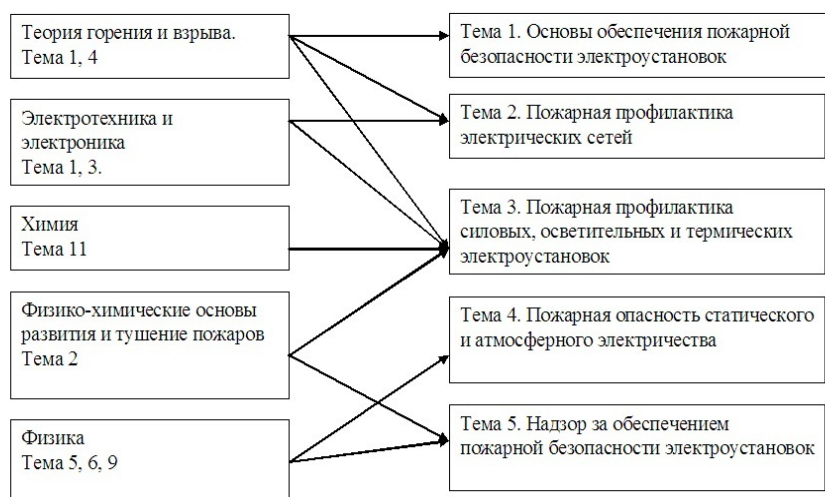 Теория горения и взрыва.
Тема 1, 4
Электротехника и
электроника
Тема 1, 3.
Химия
Тема 11
Физико-химические основы
развития и тушение пожаров
Тема 2
Физика
Тема 5, 6, 9
Тема 1. Основы обеспечения пожарной
безопасности электроустановок
Тема 2. Пожарная профилактика
электрических сетей
Тема 3. Пожарная профилактика
силовых, осветительных и термических
электроустановок
Тема 4. Пожарная опасность статического
и атмосферного электричества
Тема 5. Надзор за обеспечением
пожарной безопасности электроустановок